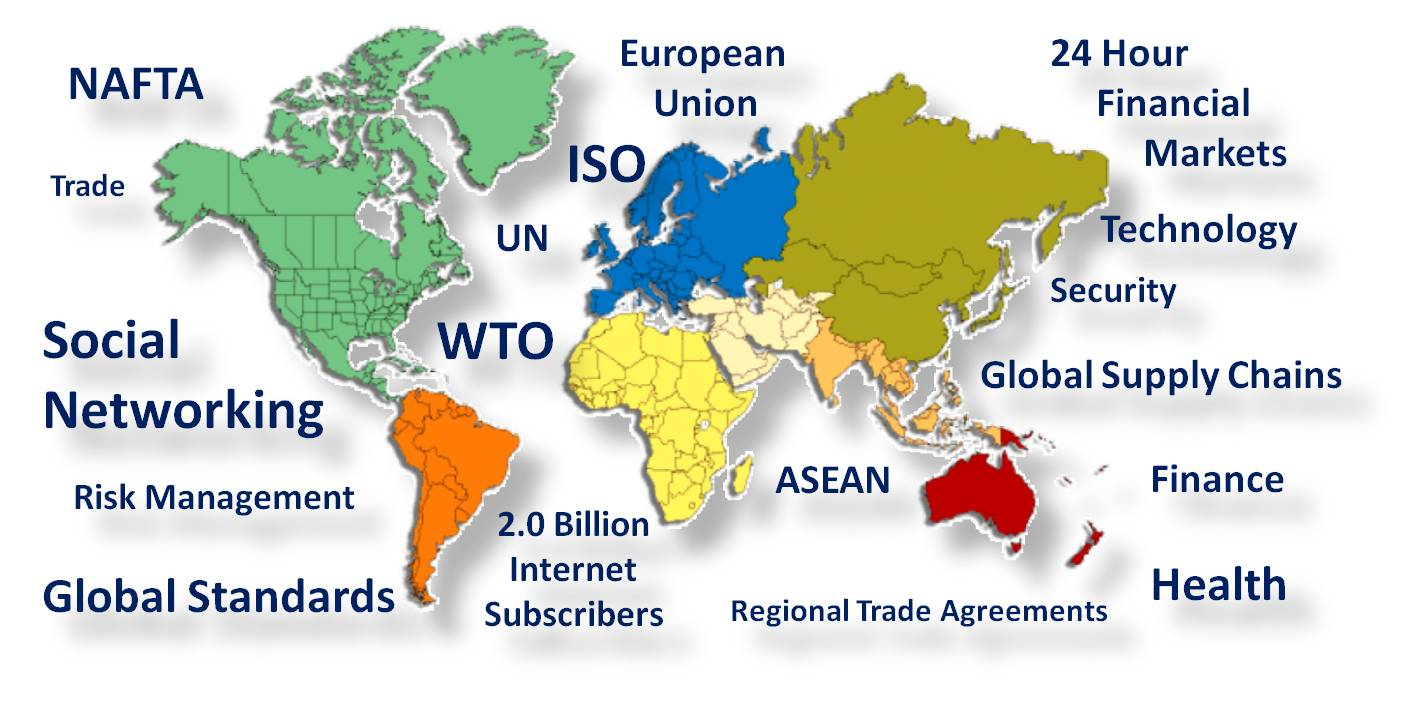 NAFTA
Trade
European
Union
ISO
UN
WTO
24 Hour
Financial
Markets
Technology
Security
Global Supply Chains
Social
Networking
Risk Management
Global Standards
2.0 Billion
Internet
Subscribers
ASEAN
Regional Trade Agreements
Finance
Health